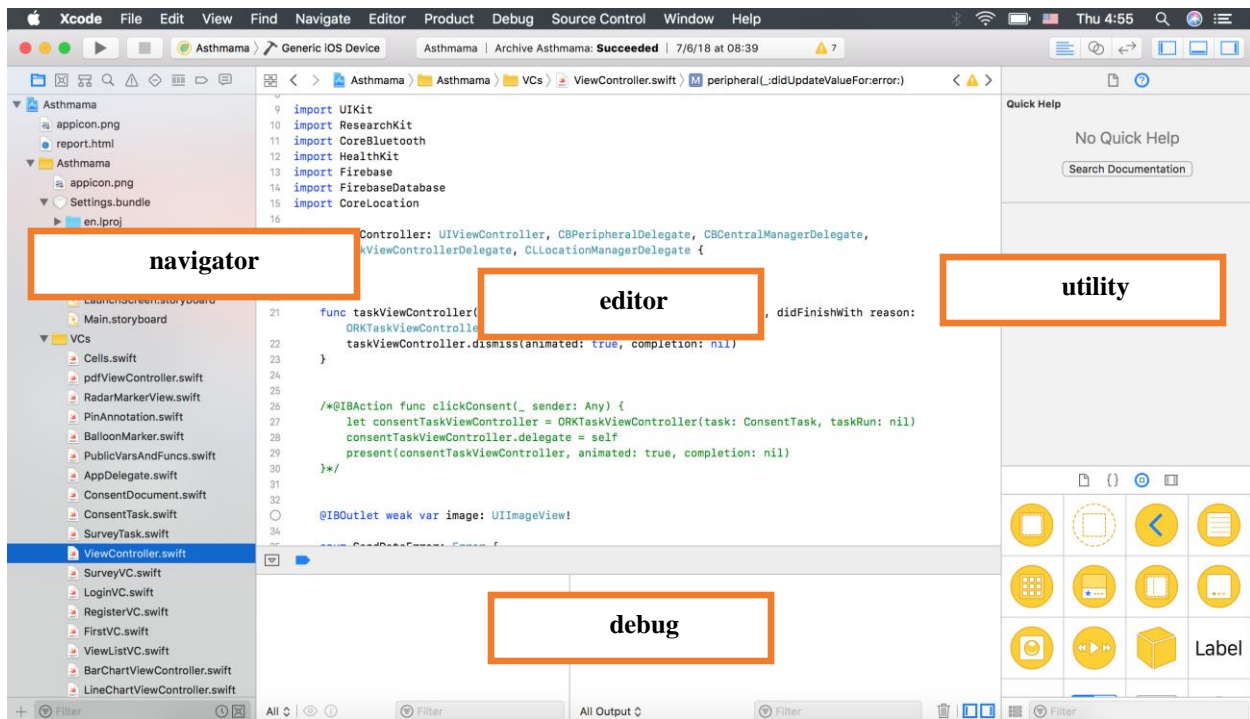 Xcode File Edit View Find Navigate Editor Product Debug Source Control Window Help Thu 4:55
Asthmama 〉 Generic iOS Device Asthmama | Archive Asthmama: Succeeded | 7/6/18 at 08:39 7
Asthmama 〉 Asthmama 〉 VCs 〉 ViewController.swift 〉 M peripheral(_:didUpdateValueFor:error:)
Asthmama
appicon.png
report.html
Asthmama
appicon.png
Settings.bundle
en.lproj
navigator
LaunchScreen.storyboard
Main.storyboard
VCs
Cells.swift
pdfViewController.swift
RadarMarkerView.swift
PinAnnotation.swift
BalloonMarker.swift
PublicVarsAndFuncs.swift
AppDelegate.swift
ConsentDocument.swift
ConsentTask.swift
SurveyTask.swift
ViewController.swift
SurveyVC.swift
LoginVC.swift
RegisterVC.swift
FirstVC.swift
ViewListVC.swift
BarChartViewController.swift
LineChartViewController.swift
Filter
9 import UIKit
10 import ResearchKit
11 import CoreBluetooth
12 import HealthKit
13 import Firebase
14 import FirebaseDatabase
15 import CoreLocation
16
Controller: UIViewController, CBPeripheralDelegate, CBCentralManagerDelegate,
kViewControllerDelegate, CLLocationManagerDelegate {
editor
21 func taskViewController( , didFinishWith reason:
ORKTaskViewControlle
22 taskViewController.dismiss(animated: true, completion: nil)
23 }
24
25
26 /*@IBAction func clickConsent(_ sender: Any) {
27 let consentTaskViewController = ORKTaskViewController(task: ConsentTask, taskRun: nil)
28 consentTaskViewController.delegate = self
29 present(consentTaskViewController, animated: true, completion: nil)
30 }*/
31
32
@IBOutlet weak var image: UIImageView!
34
debug
All Filter All Output Filter
Quick Help
No Quick Help
Search Documentation
utility
{}
Label
Filter